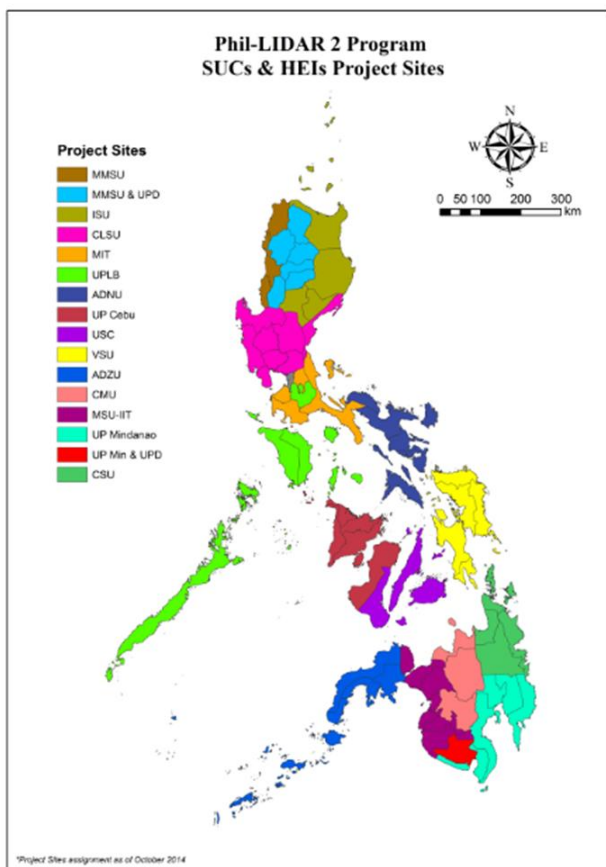 Phil-LIDAR 2 Program
SUCs & HEIs Project Sites
N
W E
S
0 50 100 200 300
km
Project Sites
MMSU
MMSU & UPD
ISU
CLSU
MIT
UPLB
ADNU
UP Cebu
USC
VSU
ADZU
CMU
MSU-IIT
UP Mindanao
UP Min & UPD
CSU
*Project Sites assignment as of October 2014